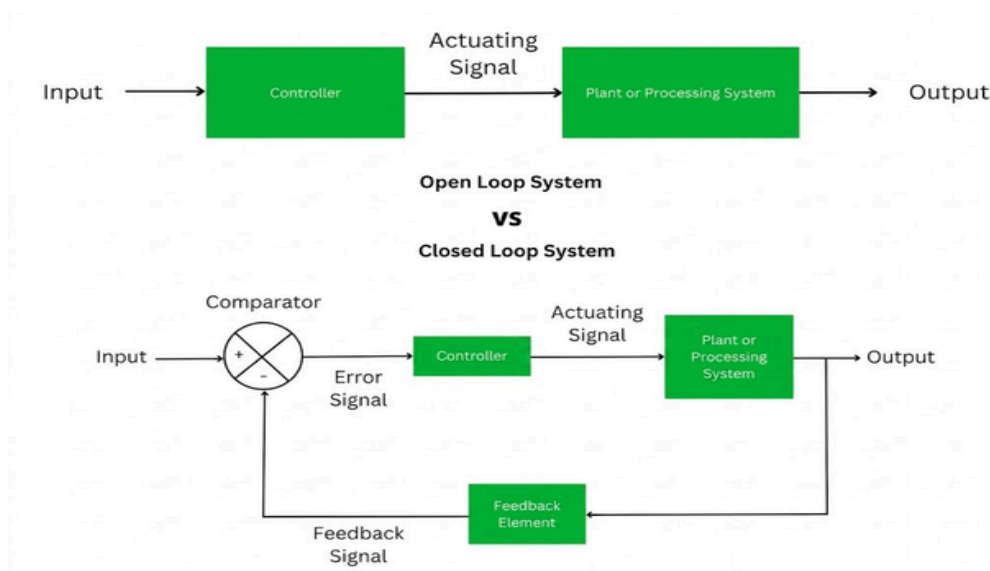 Actuating
Signal
Input
Controller
Plant or Processing System
Output
Open Loop System
vs
Closed Loop System
Comparator
Input
+
-
Error
Signal
Controller
Actuating
Signal
Plant or
Processing
System
Output
Feedback
Element
Feedback
Signal